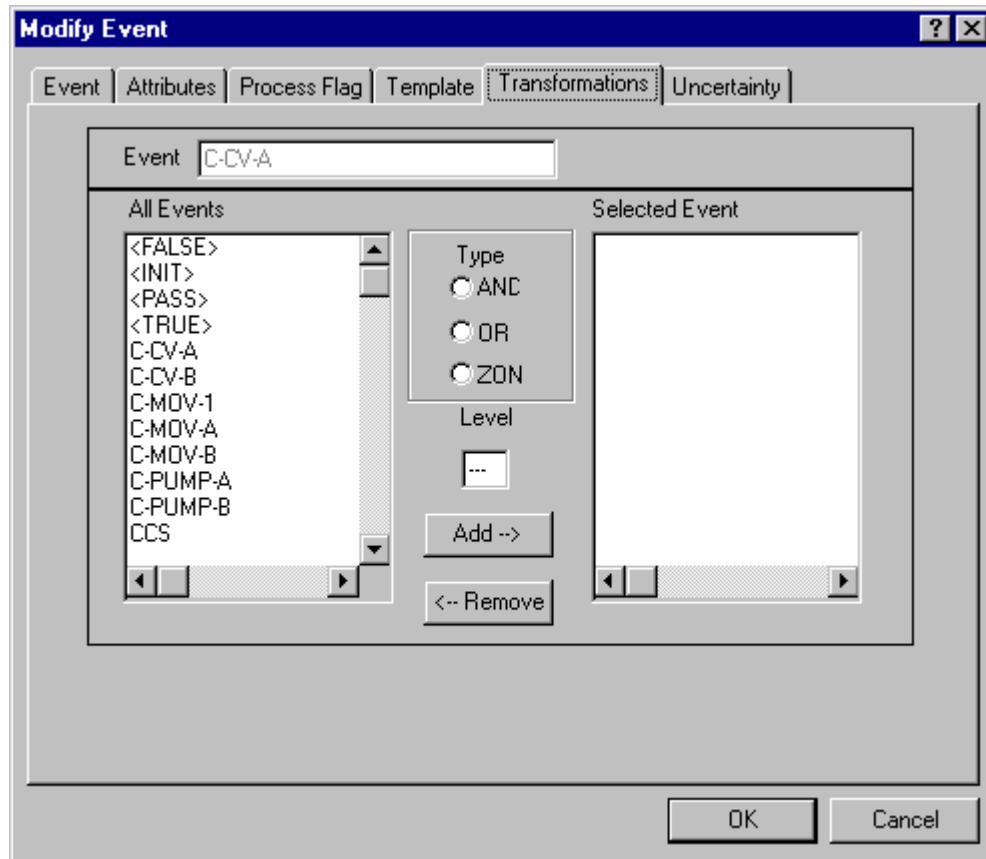 Modify Event
Event Attributes Process Flag Template Transformations Uncertainty
Event C-CV-A
All Events
Selected Event
<FALSE>
<INIT>
<PASS>
<TRUE>
C-CV-A
C-CV-B
C-MOV-1
C-MOV-A
C-MOV-B
C-PUMP-A
C-PUMP-B
CCS
Type
AND
OR
ZON
Level
---
Add -->
<-- Remove
OK Cancel